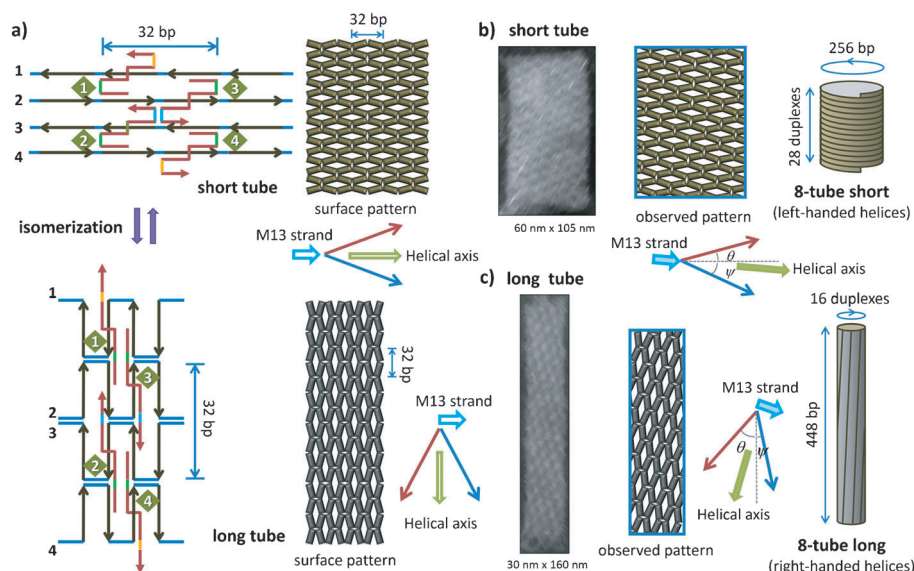 a)
32 bp
1
2
3
4
1
3
2
4
short tube
isomerization
32 bp
surface pattern
M13 strand
Helical axis
1
2
3
4
1
3
2
4
32 bp
long tube
32
bp
M13 strand
Helical axis
surface pattern
b)
short tube
60 nm x 105 nm
observed pattern
256 bp
28 duplexes
8-tube short
(left-handed helices)
M13 strand
θ
ψ
Helical axis
c)
long tube
30 nm x 160 nm
observed pattern
M13 strand
θ
ψ
Helical axis
16 duplexes
448 bp
8-tube long
(right-handed helices)